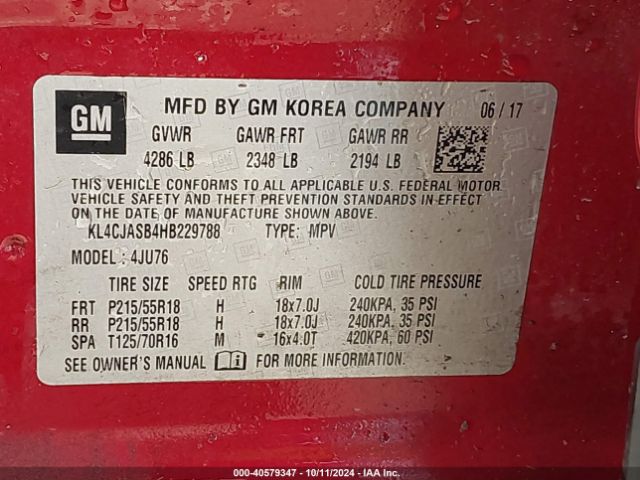 GM
MFD BY GM KOREA COMPANY 06 / 17
GVWR GAWR FRT GAWR RR
4286 LB 2348 LB 2194 LB
THIS VEHICLE CONFORMS TO ALL APPLICABLE U.S. FEDERAL MOTOR
VEHICLE SAFETY AND THEFT PREVENTION STANDARDS IN EFFECT
ON THE DATE OF MANUFACTURE SHOWN ABOVE.
KL4CJASB4HB229788 TYPE: MPV
MODEL : 4JU76
TIRE SIZE SPEED RTG RIM COLD TIRE PRESSURE
FRT P215/55R18 H 18x7.0J 240KPA, 35 PSI
RR P215/55R18 H 18x7.0J 240KPA, 35 PSI
SPA T125/70R16 M 16x4.0T 420KPA, 60 PSI
SEE OWNER'S MANUAL FOR MORE INFORMATION
000-40579347 - 10/11/2024 - IAA Inc.